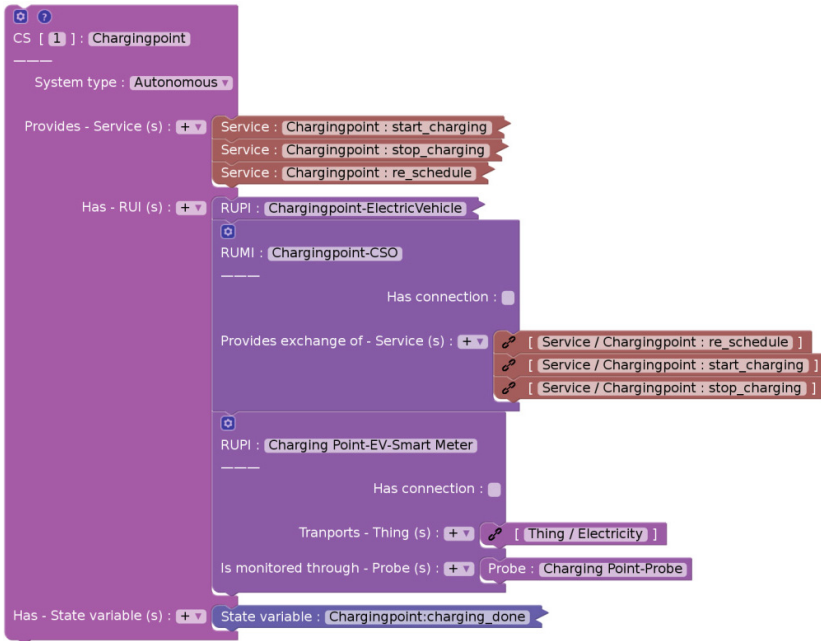 ?
CS [ 1 ] : Chargingpoint
———
System type : Autonomous
Provides - Service (s) : +
Service : Chargingpoint : start_charging
Service : Chargingpoint : stop_charging
Service : Chargingpoint : re_schedule
Has - RUI (s) : +
RUPI : Chargingpoint-ElectricVehicle
RUMI : Chargingpoint-CSO
———
Has connection :
Provides exchange of - Service (s) : +
[ Service / Chargingpoint : re_schedule ]
[ Service / Chargingpoint : start_charging ]
[ Service / Chargingpoint : stop_charging ]
RUPI : Charging Point-EV-Smart Meter
———
Has connection :
Tranports - Thing (s) : +
[ Thing / Electricity ]
Is monitored through - Probe (s) : +
Probe : Charging Point-Probe
Has - State variable (s) : +
State variable : Chargingpoint:charging_done